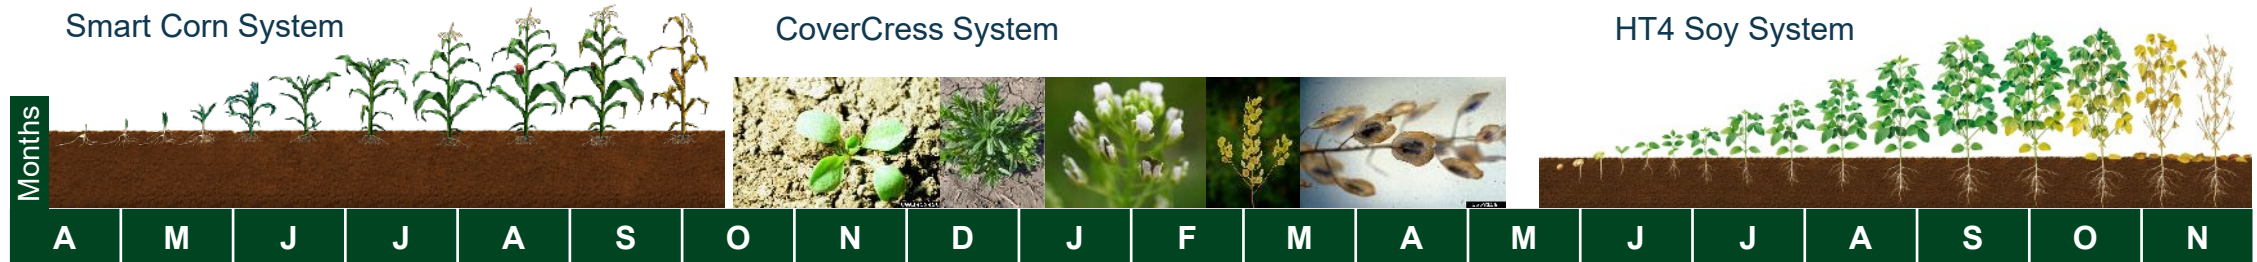 Smart Corn System
CoverCress System
HT4 Soy System
Months
A M J J A S O N D J F M A M J J A S O N